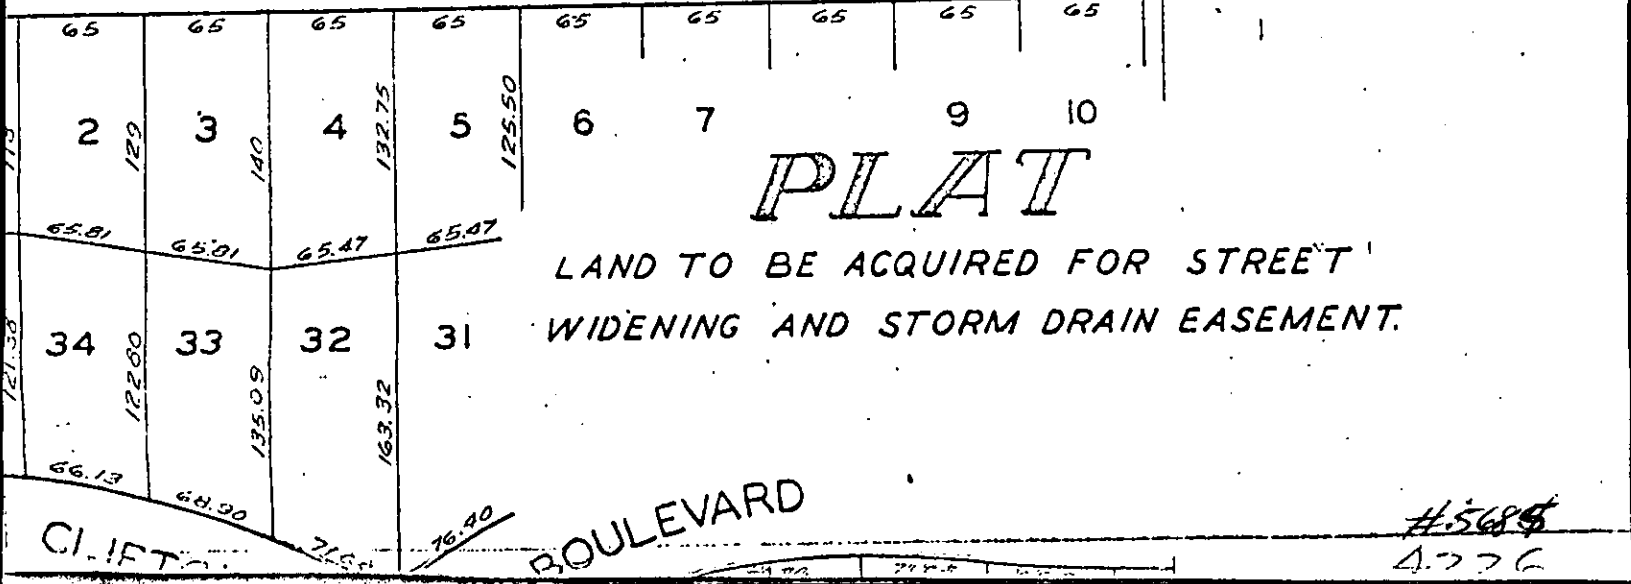 65 65 65 65 65 65 65 65 65
2 129 3 140 4 132.75 5 125.50 6 7 9 10
PLAT
65.81 65.81 65.47 65.47
LAND TO BE ACQUIRED FOR STREET
WIDENING AND STORM DRAIN EASEMENT.
121.38 34 122.80 33 135.09 32 163.32 31
66.13 68.90 76.40
BOULEVARD